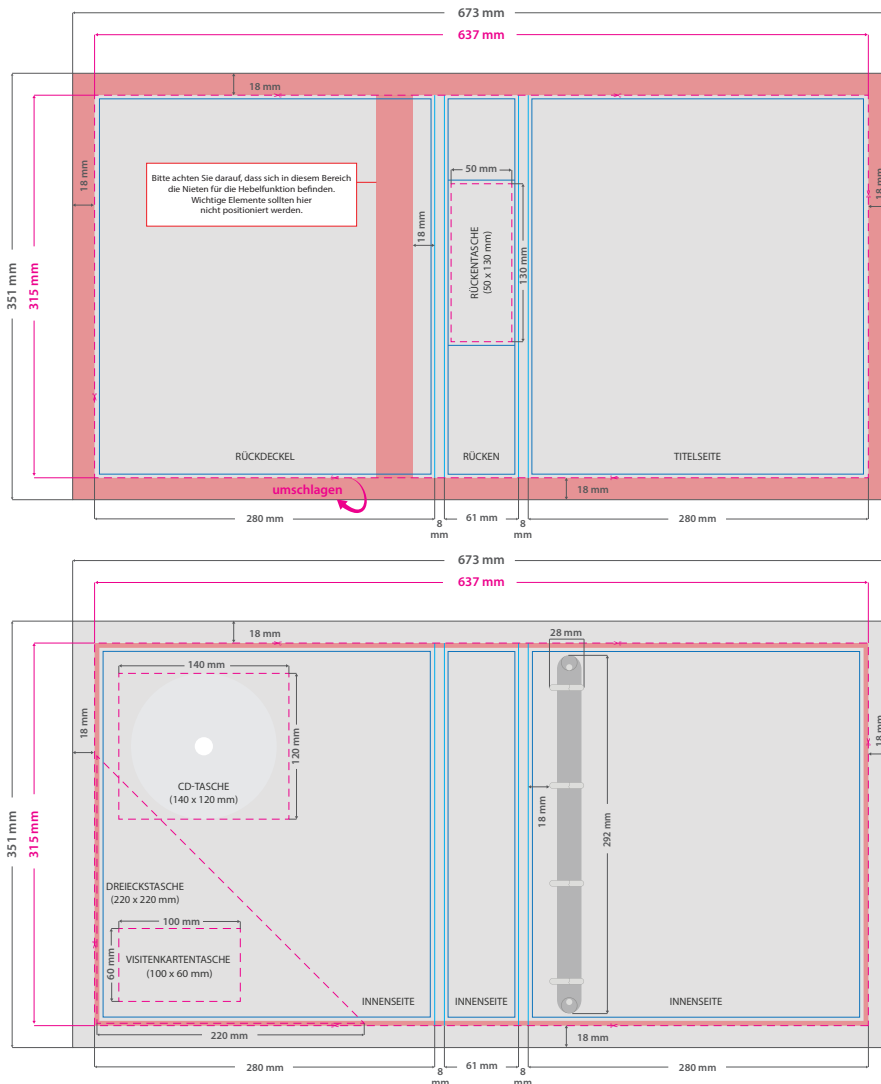 673 mm
637 mm
18 mm
Bitte achten Sie darauf, dass sich in diesem Bereich
die Nieten für die Hebelfunktion befinden.
Wichtige Elemente sollten hier
nicht positioniert werden.
50 mm
18 mm
18 mm
18 mm
RÜCKENTASCHE
(50 x 130 mm)
130 mm
351 mm
315 mm
RÜCKDECKEL
RÜCKEN
TITELSEITE
umschlagen
18 mm
280 mm
8
mm
61 mm
8
mm
280 mm
673 mm
637 mm
18 mm
28 mm
140 mm
18 mm
120 mm
18 mm
CD-TASCHE
(140 x 120 mm)
18 mm
292 mm
351 mm
315 mm
DREIECKSTASCHE
(220 x 220 mm)
100 mm
60 mm
VISITENKARTENTASCHE
(100 x 60 mm)
INNENSEITE
INNENSEITE
INNENSEITE
220 mm
18 mm
280 mm
8
mm
61 mm
8
mm
280 mm